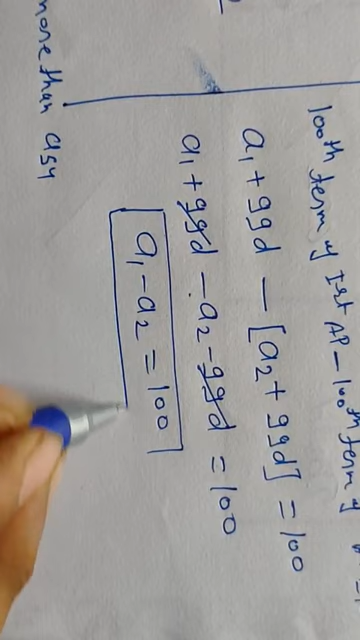 100th term of Ist AP - 100th term of
a₁ + 99d - [a₂ + 99d] = 100
a₁ + 99d - a₂ - 99d = 100
a₁ - a₂ = 100
more than a54